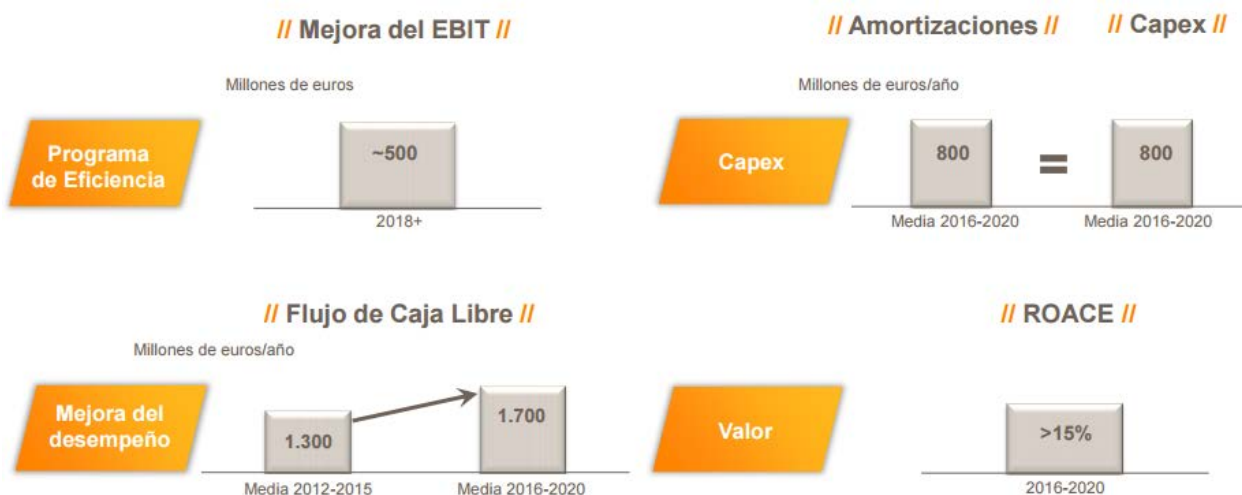 // Mejora del EBIT //
Millones de euros
Programa
de Eficiencia
~500
2018+
// Amortizaciones // // Capex //
Millones de euros/año
Capex
800 = 800
Media 2016-2020 Media 2016-2020
// Flujo de Caja Libre //
Millones de euros/año
Mejora del
desempeño
1.300 1.700
Media 2012-2015 Media 2016-2020
// ROACE //
Valor
>15%
2016-2020